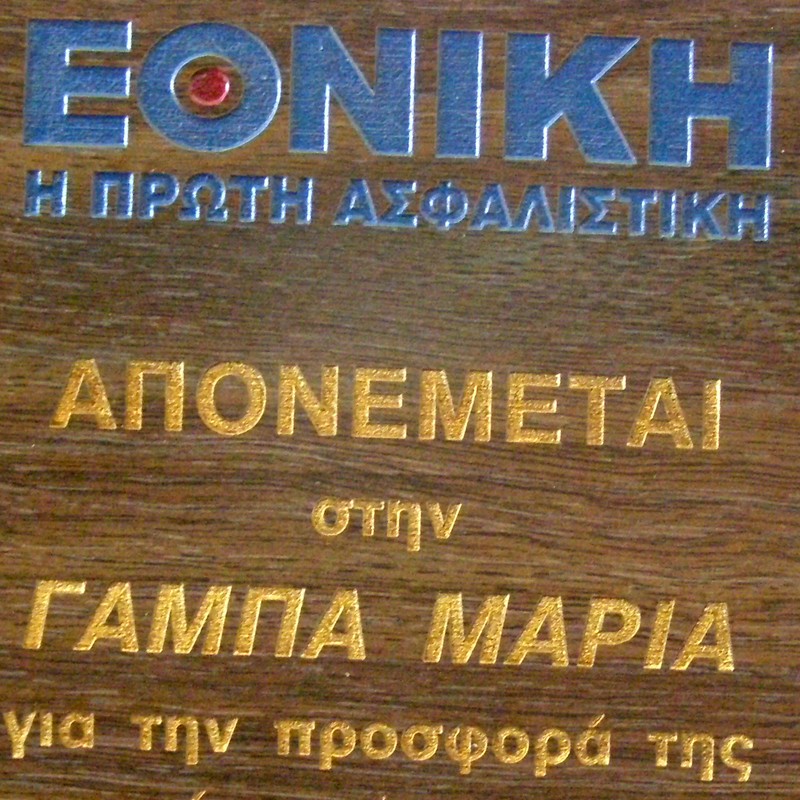 ΕΘΝΙΚΗ
Η ΠΡΩΤΗ ΑΣΦΑΛΙΣΤΙΚΗ
ΑΠΟΝΕΜΕΤΑΙ
στην
ΓΑΜΠΑ ΜΑΡΙΑ
για την προσφορά της